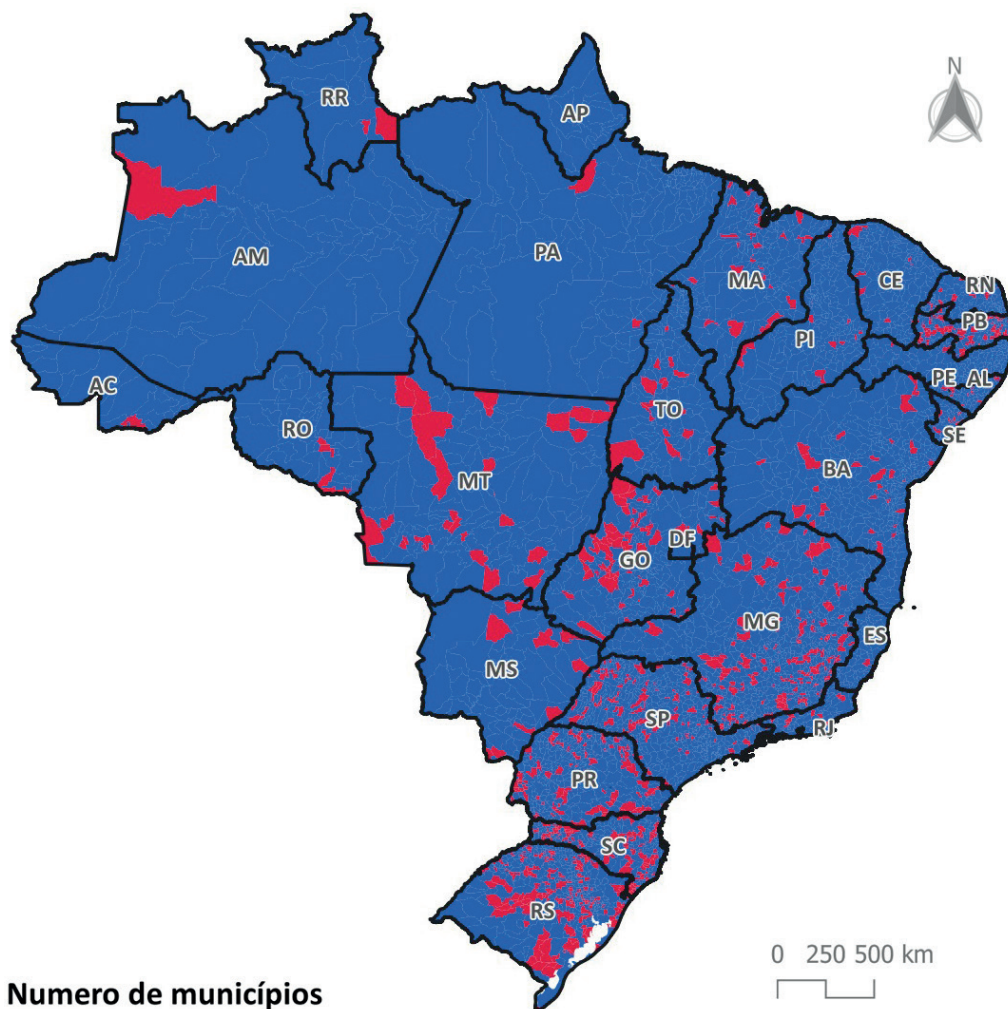 N
RR
AP
AM
PA
MA
CE
RN
PB
PI
PE
AL
AC
TO
SE
RO
BA
MT
DF
GO
MG
ES
MS
SP
RJ
PR
SC
RS
0 250 500 km
Numero de municípios